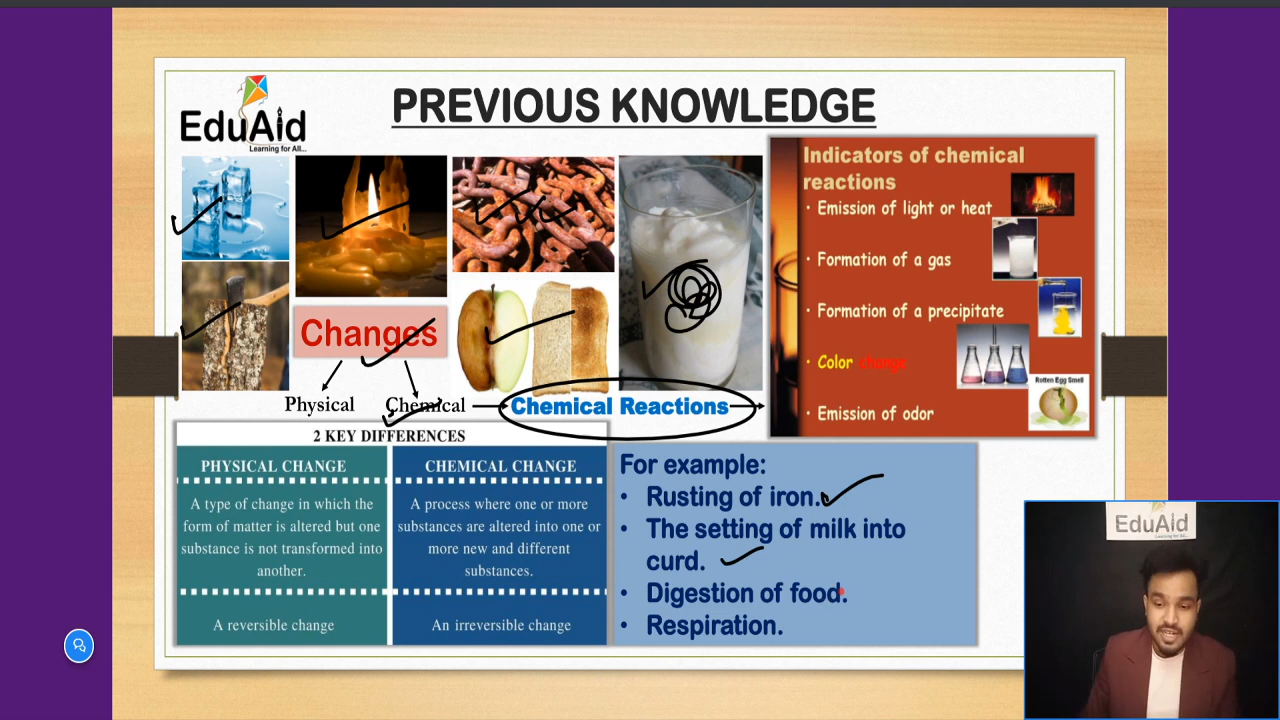 EduAid
Learning for All...
PREVIOUS KNOWLEDGE
Changes
Physical
Chemical
Chemical Reactions
Indicators of chemical
reactions
• Emission of light or heat
• Formation of a gas
• Formation of a precipitate
• Color change
• Emission of odor
Rotten Egg Smell
2 KEY DIFFERENCES
PHYSICAL CHANGE
A type of change in which the
form of matter is altered but one
substance is not transformed into
another.
A reversible change
CHEMICAL CHANGE
A process where one or more
substances are altered into one or
more new and different
substances.
An irreversible change
For example:
• Rusting of iron.
• The setting of milk into
curd.
• Digestion of food.
• Respiration.
EduAid